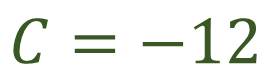 C = −12